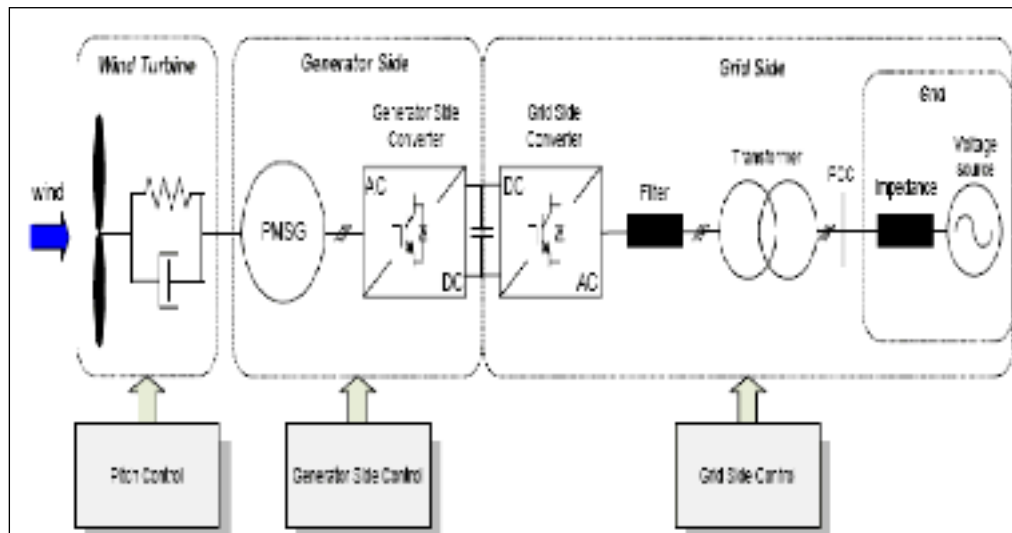 Wind Turbine
Generator Side
Grid Side
Grid
Generator Side
Converter
Grid Side
Converter
Transformer
PCC
Voltage
source
wind
AC
DC
Filter
Impedance
PMSG
DC
AC
Pitch Control
Generator Side Control
Grid Side Control